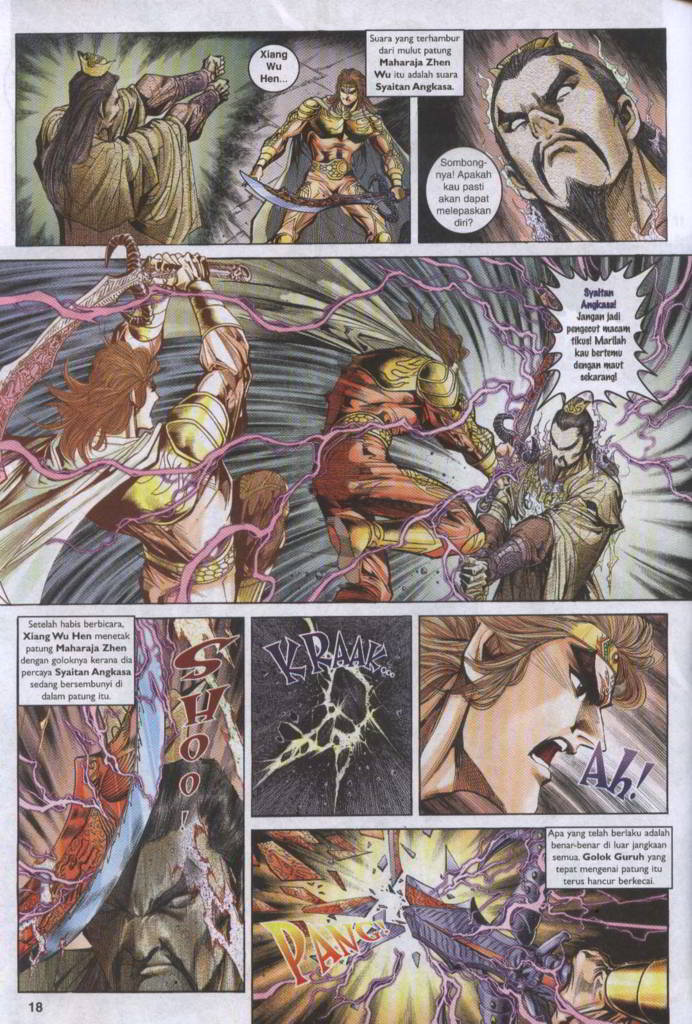 Xiang
Wu
Hen...
Suara yang terhambur
dari mulut patung
Maharaja Zhen
Wu itu adalah suara
Syaitan Angkasa.
Sombong-
nya! Apakah
kau pasti
akan dapat
melepaskan
diri?
Syaitan
Angkasa!
Jangan jadi
pengecut macam
tikus! Marilah
kau bertemu
dengan maut
sekarang!
Setelah habis berbicara,
Xiang Wu Hen menetak
patung Maharaja Zhen
dengan goloknya kerana dia
percaya Syaitan Angkasa
sedang bersembunyi di
dalam patung itu.
SHOO!
KRAAK...
Ah!
Apa yang telah berlaku adalah
benar-benar di luar jangkaan
semua. Golok Guruh yang
tepat mengenai patung itu
terus hancur berkecai.
PANG!
18